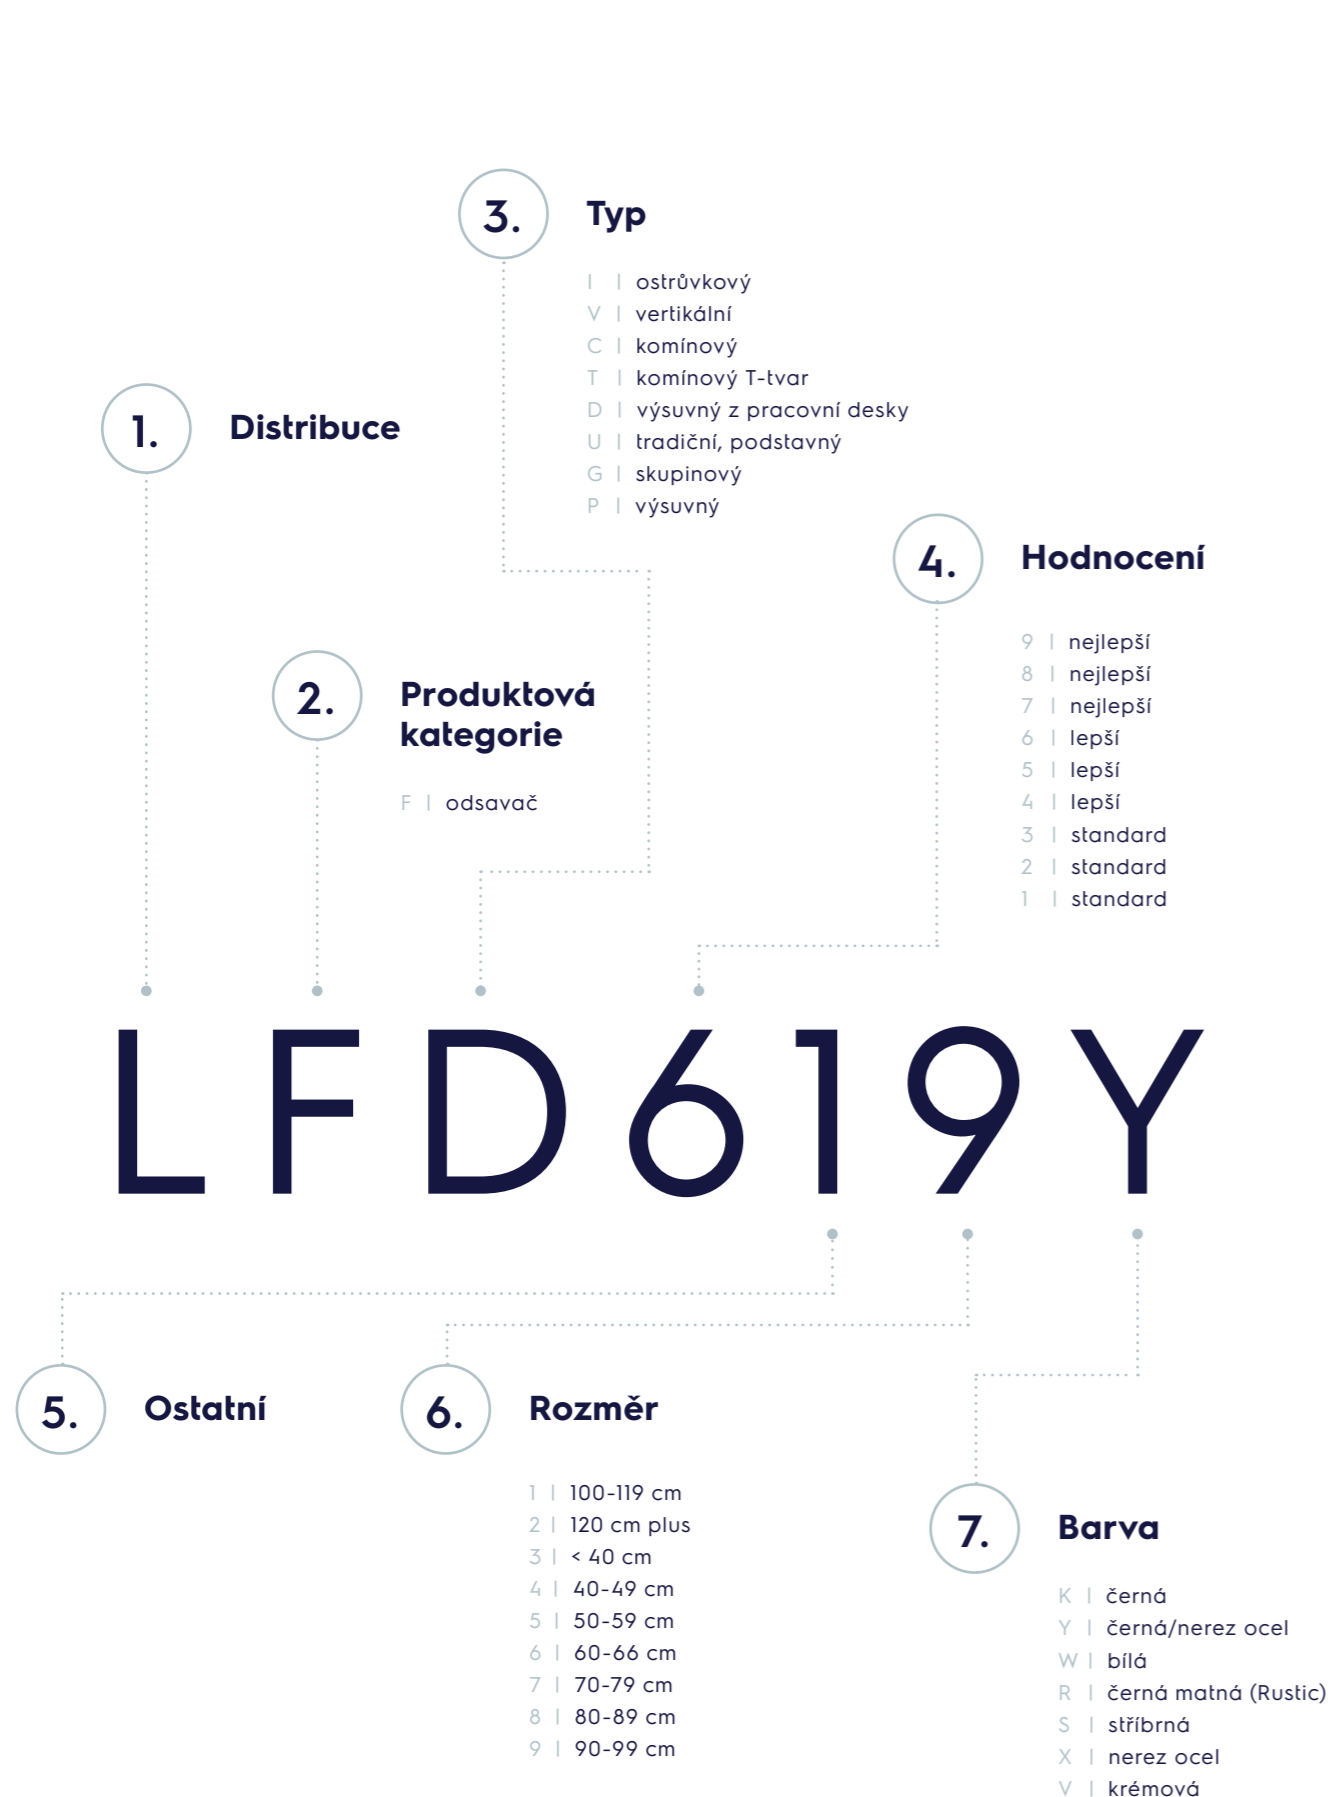 3.
Typ
I | ostrůvkový
V | vertikální
C | komínový
T | komínový T-tvar
D | výsuvný z pracovní desky
U | tradiční, podstavný
G | skupinový
P | výsuvný
1.
Distribuce
4.
Hodnocení
9 | nejlepší
8 | nejlepší
7 | nejlepší
6 | lepší
5 | lepší
4 | lepší
3 | standard
2 | standard
1 | standard
2.
Produktová
kategorie
F | odsavač
LFD619Y
5.
Ostatní
6.
Rozměr
1 | 100-119 cm
2 | 120 cm plus
3 | < 40 cm
4 | 40-49 cm
5 | 50-59 cm
6 | 60-66 cm
7 | 70-79 cm
8 | 80-89 cm
9 | 90-99 cm
7.
Barva
K | černá
Y | černá/nerez ocel
W | bílá
R | černá matná (Rustic)
S | stříbrná
X | nerez ocel
V | krémová